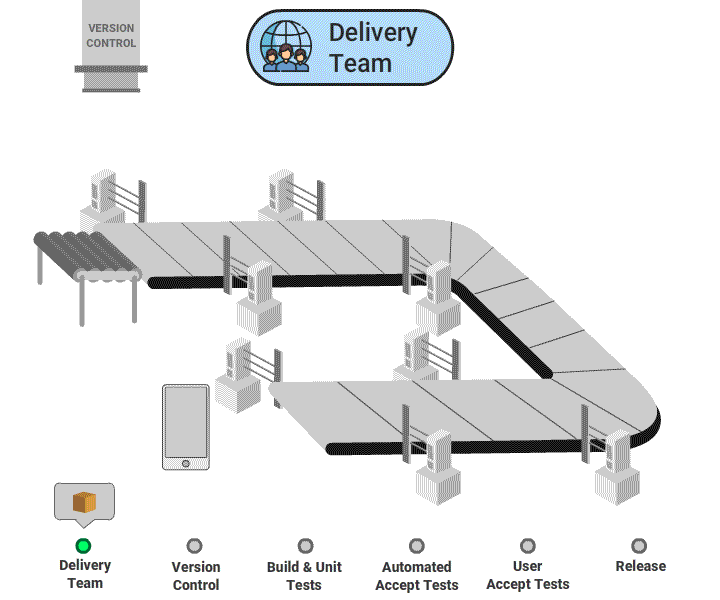 VERSION
CONTROL
Delivery
Team
Delivery
Team
Version
Control
Build & Unit
Tests
Automated
Accept Tests
User
Accept Tests
Release